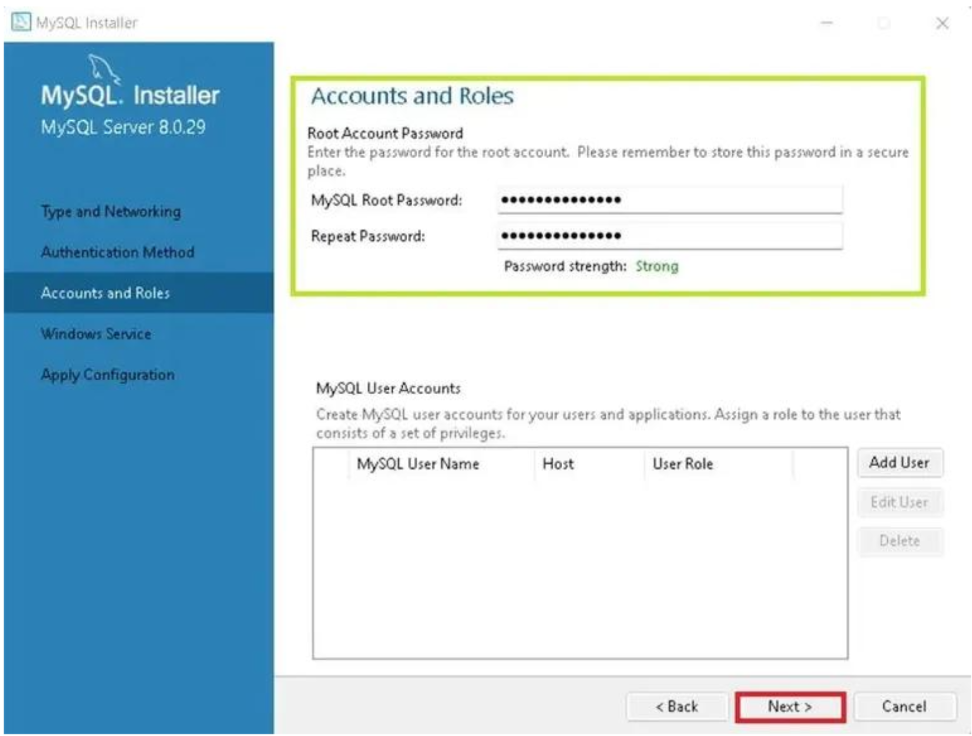 MySQL Installer
MySQL. Installer
MySQL Server 8.0.29
Type and Networking
Authentication Method
Accounts and Roles
Windows Service
Apply Configuration
Accounts and Roles
Root Account Password
Enter the password for the root account. Please remember to store this password in a secure
place.
MySQL Root Password: ••••••••••••••
Repeat Password: ••••••••••••••
Password strength: Strong
MySQL User Accounts
Create MySQL user accounts for your users and applications. Assign a role to the user that
consists of a set of privileges.
MySQL User Name Host User Role
Add User
Edit User
Delete
< Back Next > Cancel